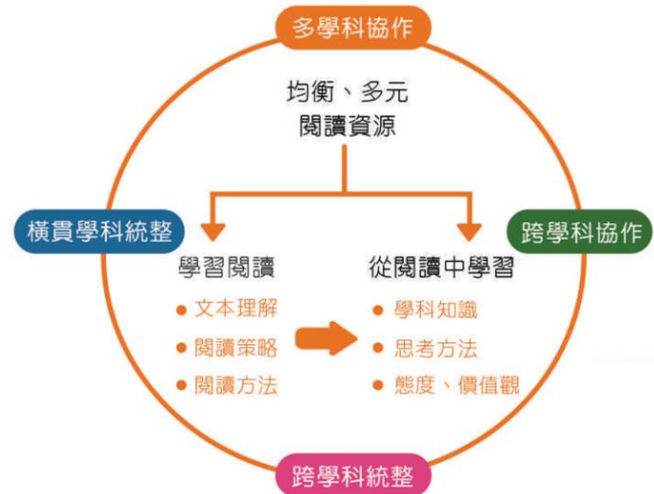 多學科協作
均衡、多元
閱讀資源
橫貫學科統整
跨學科協作
學習閱讀
• 文本理解
• 閱讀策略
• 閱讀方法
從閱讀中學習
• 學科知識
• 思考方法
• 態度、價值觀
跨學科統整